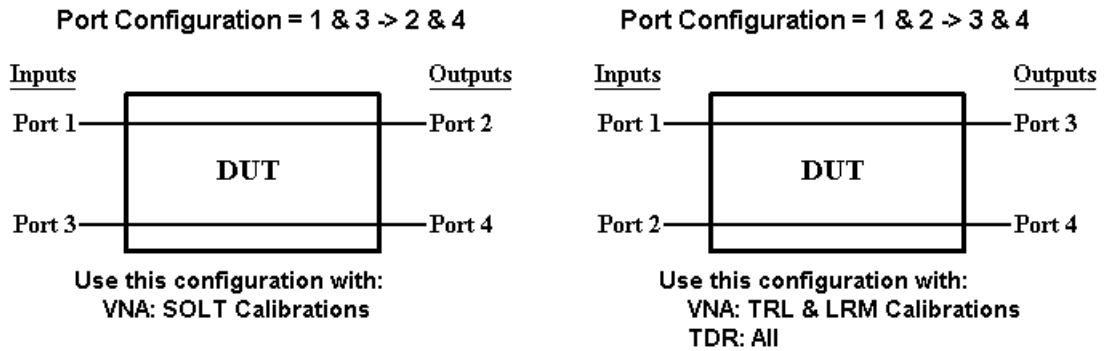 Port Configuration = 1 & 3 -> 2 & 4
Inputs
Outputs
Port 1
Port 2
DUT
Port 3
Port 4
Use this configuration with:
VNA: SOLT Calibrations
Port Configuration = 1 & 2 -> 3 & 4
Inputs
Outputs
Port 1
Port 3
DUT
Port 2
Port 4
Use this configuration with:
VNA: TRL & LRM Calibrations
TDR: All